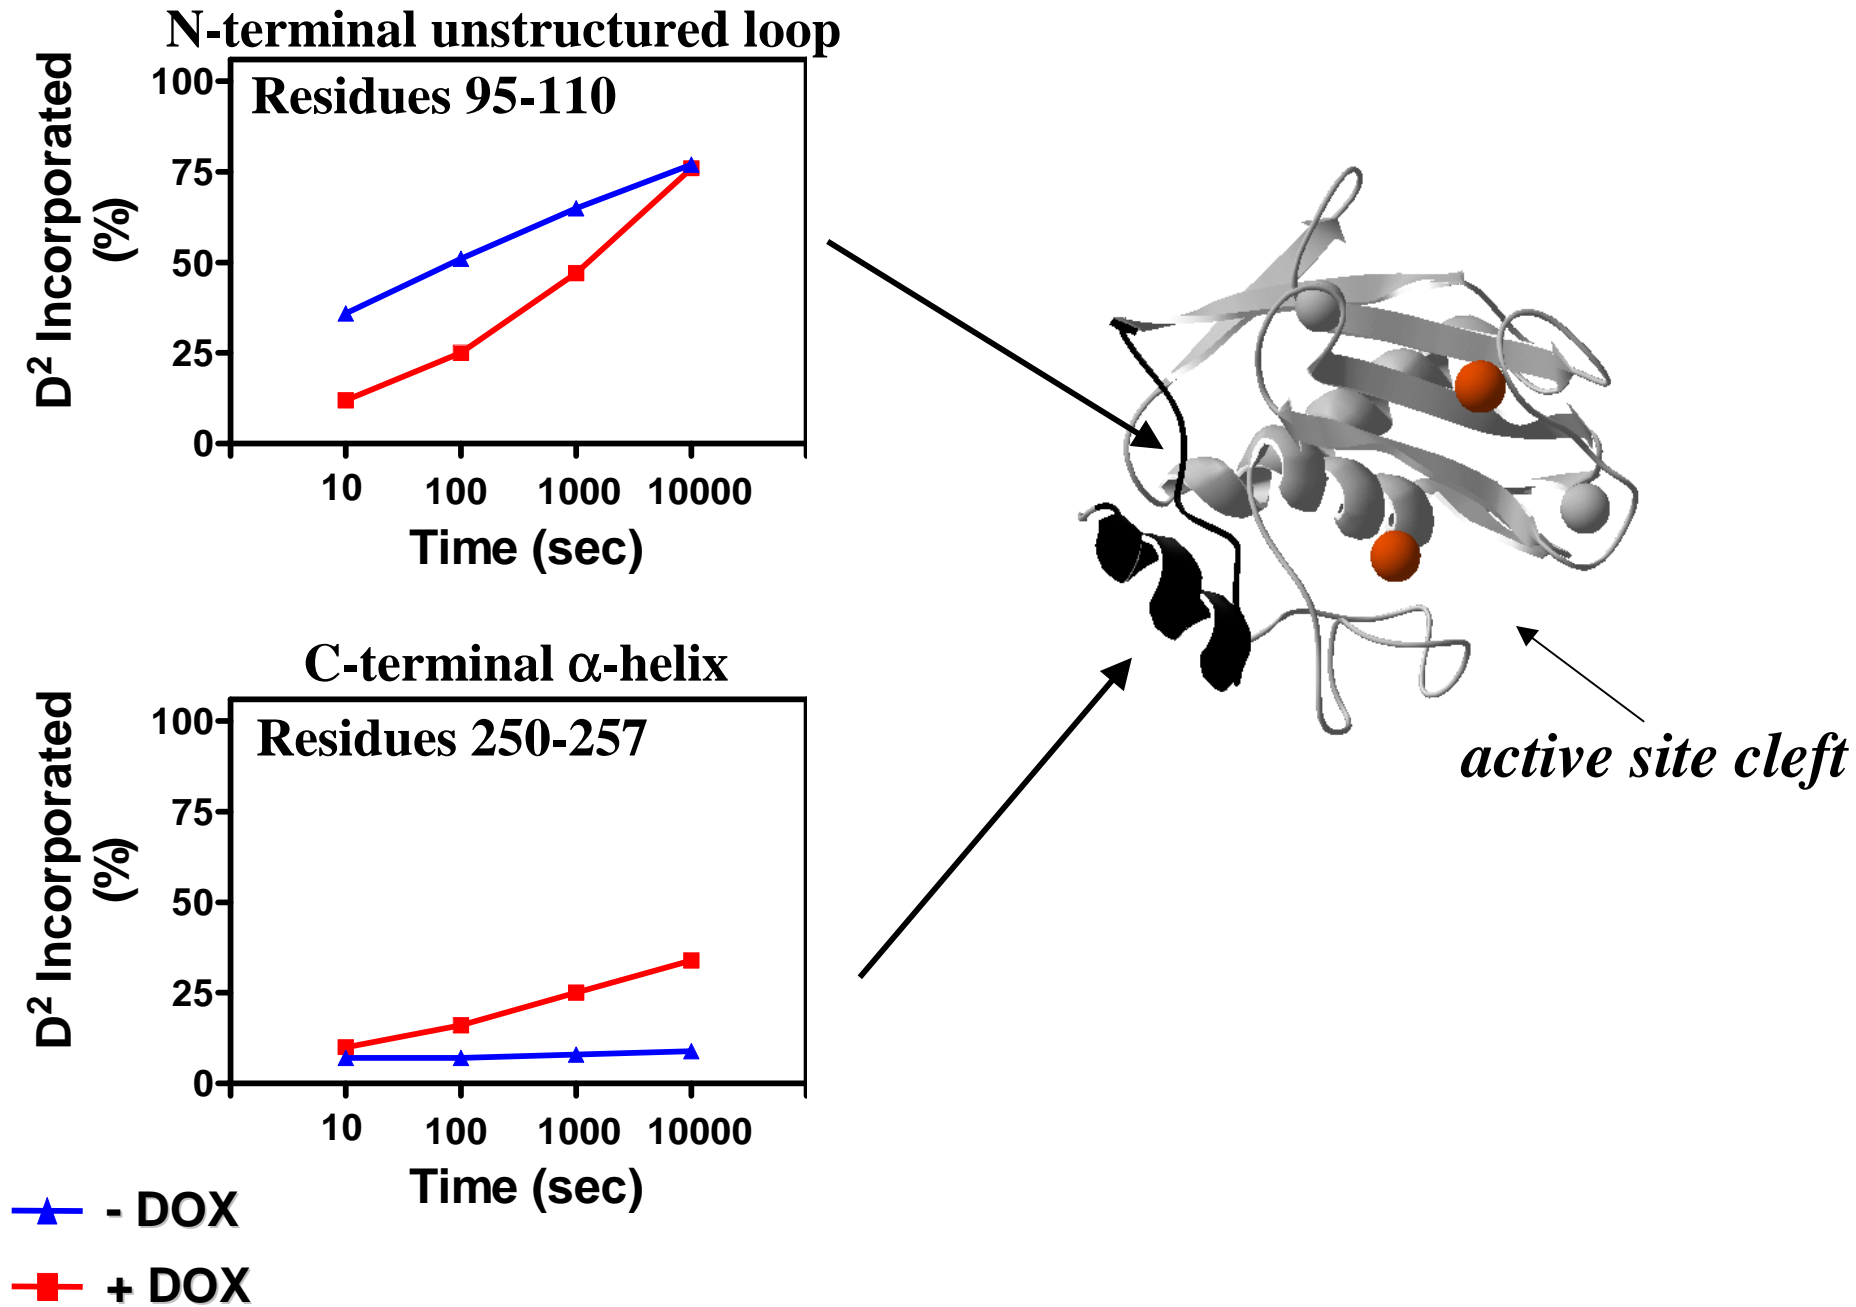 N-terminal unstructured loop
Residues 95-110
D² Incorporated
(%)
100
75
50
25
0
10 100 1000 10000
Time (sec)
C-terminal α-helix
Residues 250-257
D² Incorporated
(%)
100
75
50
25
0
10 100 1000 10000
Time (sec)
active site cleft
- DOX
+ DOX